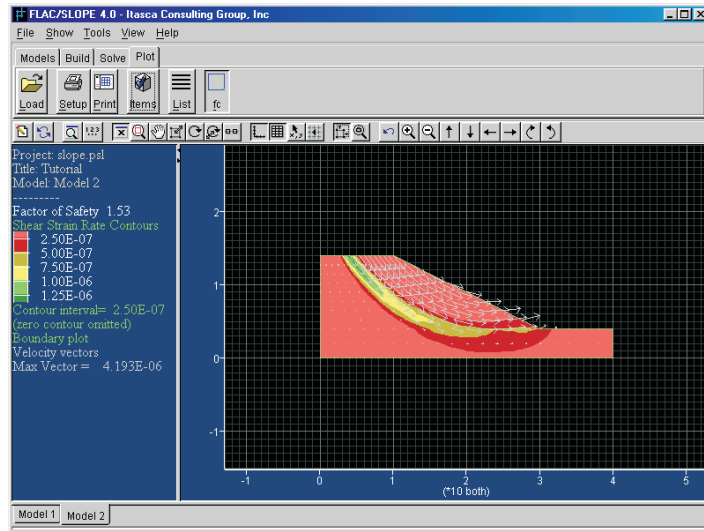 FLAC/SLOPE 4.0 - Itasca Consulting Group, Inc
File Show Tools View Help
Models Build Solve Plot
Load Setup Print Items List fc
Project: slope.psl
Title: Tutorial
Model: Model 2
---------
Factor of Safety 1.53
Shear Strain Rate Contours
2.50E-07
5.00E-07
7.50E-07
1.00E-06
1.25E-06
Contour interval= 2.50E-07
(zero contour omitted)
Boundary plot
Velocity vectors
Max Vector = 4.193E-06
2
1
0
-1
-1 0 1 2 3 4 5
(*10 both)
Model 1 Model 2